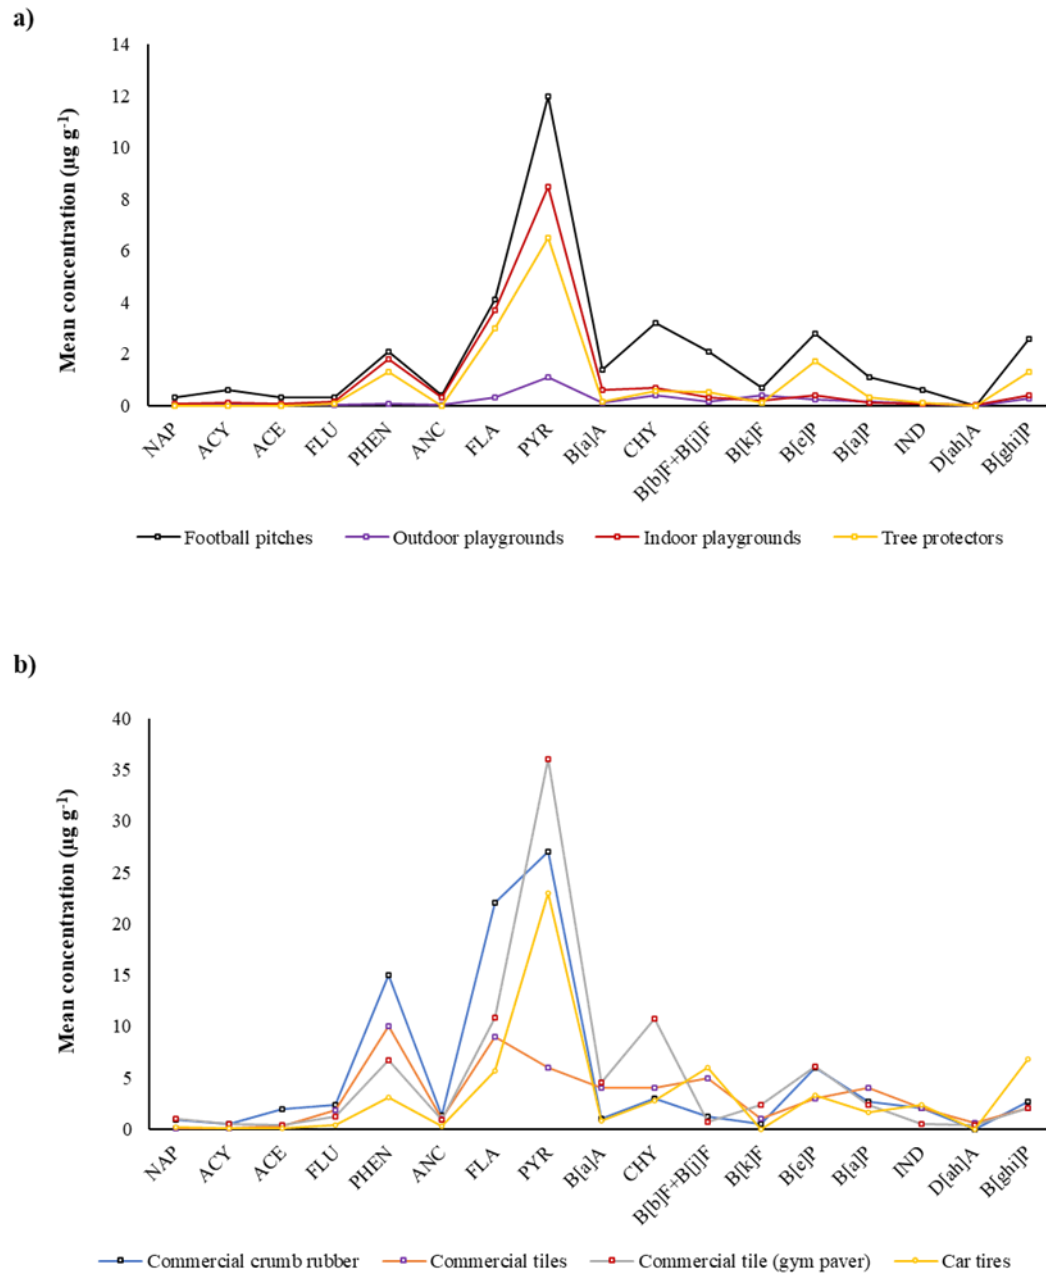 a)
Mean concentration (µg g-1)
14
12
10
8
6
4
2
0
NAP
ACY
ACE
FLU
PHEN
ANC
FLA
PYR
B[a]A
CHY
B[b]F+B[j]F
B[k]F
B[e]P
B[a]P
IND
D[ah]A
B[ghi]P
Football pitches Outdoor playgrounds Indoor playgrounds Tree protectors
b)
Mean concentration (µg g-1)
40
35
30
25
20
15
10
5
0
NAP
ACY
ACE
FLU
PHEN
ANC
FLA
PYR
B[a]A
CHY
B[b]F+B[j]F
B[k]F
B[e]P
B[a]P
IND
D[ah]A
B[ghi]P
Commercial crumb rubber Commercial tiles Commercial tile (gym paver) Car tires